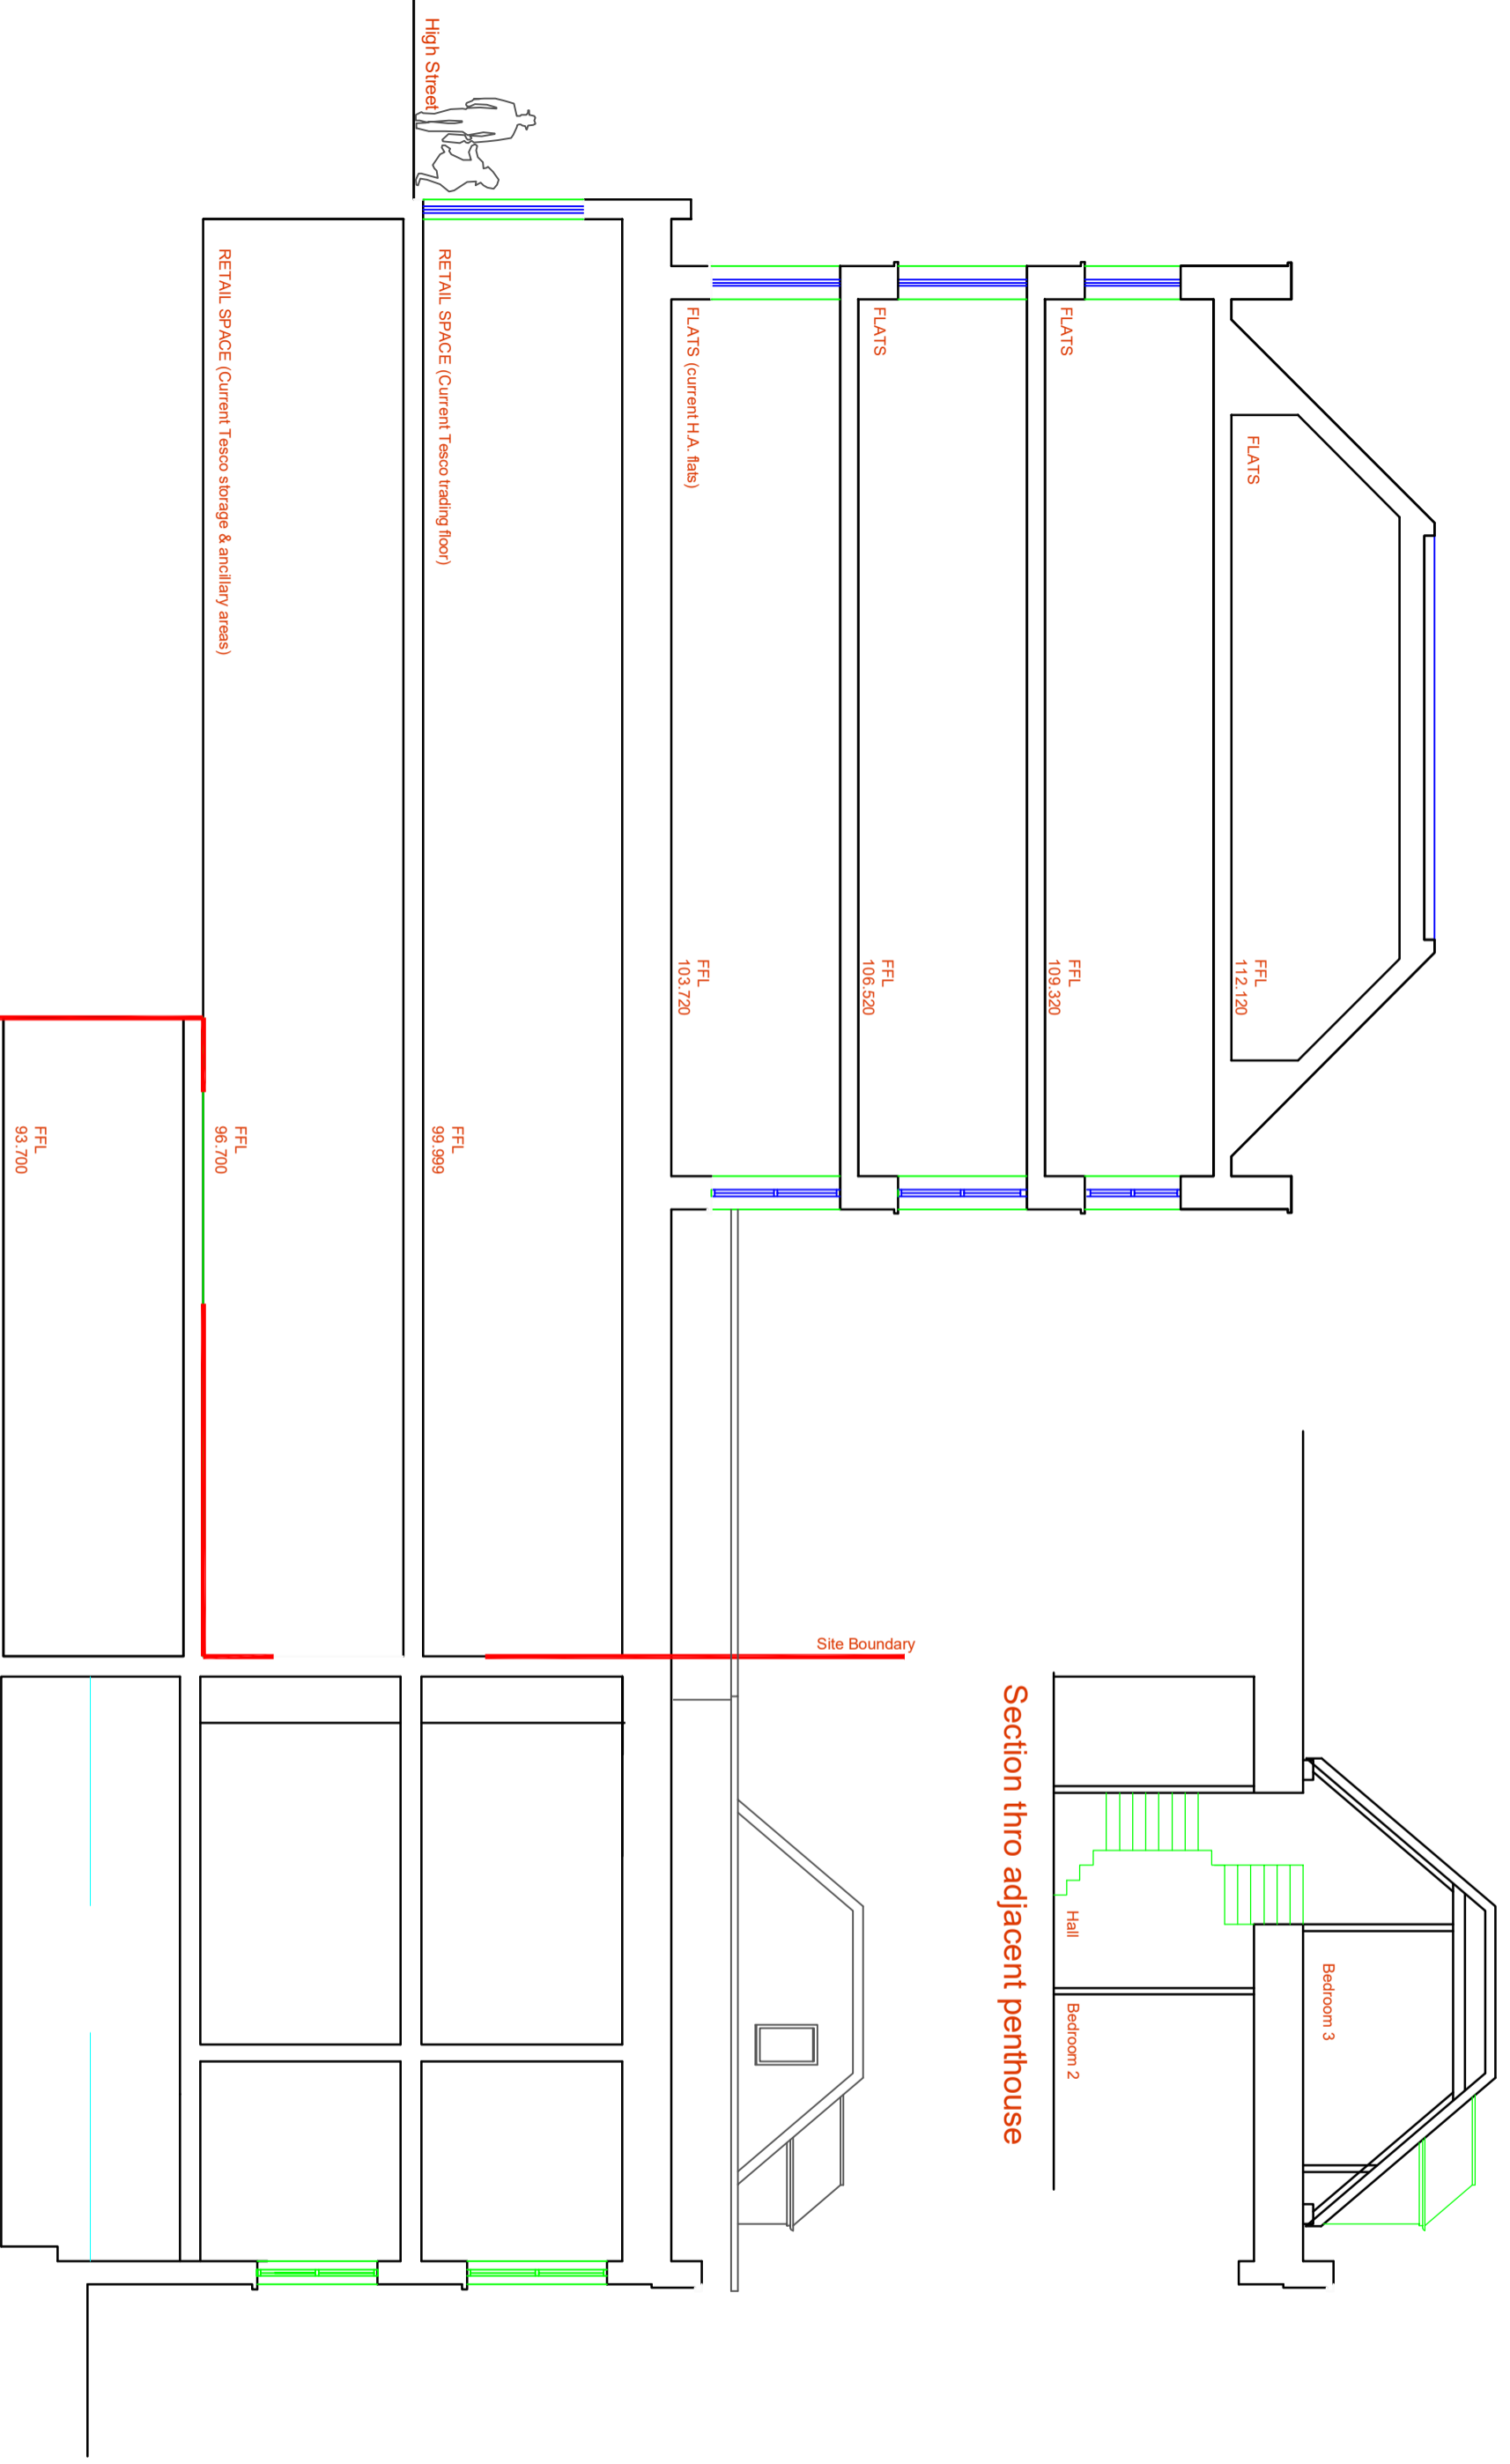 FLATS
FFL
112.120
FLATS
FFL
109.320
FLATS
FFL
106.520
FLATS (current H.A. flats)
FFL
103.720
High Street
RETAIL SPACE (Current Tesco trading floor)
FFL
99.999
RETAIL SPACE (Current Tesco storage & ancillary areas)
FFL
96.700
FFL
93.700
Site Boundary
Bedroom 3
Hall
Bedroom 2
Section thro adjacent penthouse